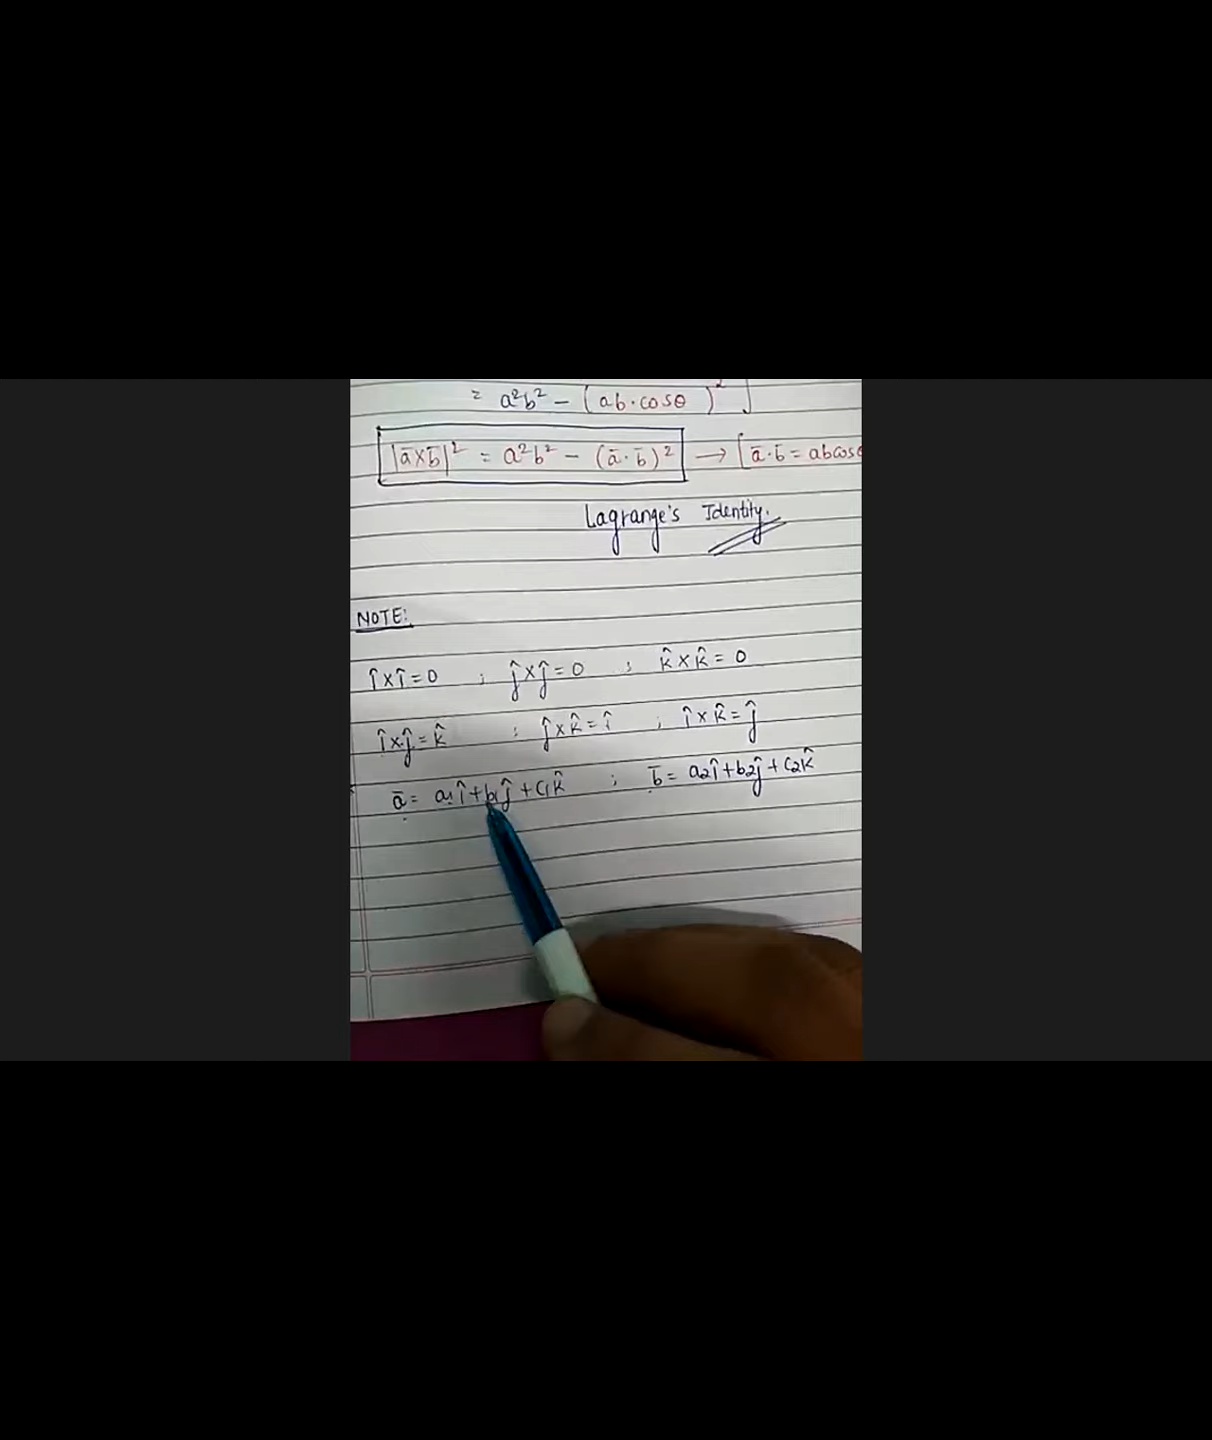 = a²b² − (ab·cosθ)²]
|a̅×b̅|² = a²b² − (a̅·b̅)² → [a̅·b̅ = abcosθ
Lagrange's Identity.
NOTE:
î×î=0 ; ĵ×ĵ=0 ; k̂×k̂=0
î×ĵ=k̂ ; ĵ×k̂=î ; î×k̂=ĵ
a̅= a₁î+b₁ĵ+c₁k̂ ; b̅= a₂î+b₂ĵ+c₂k̂